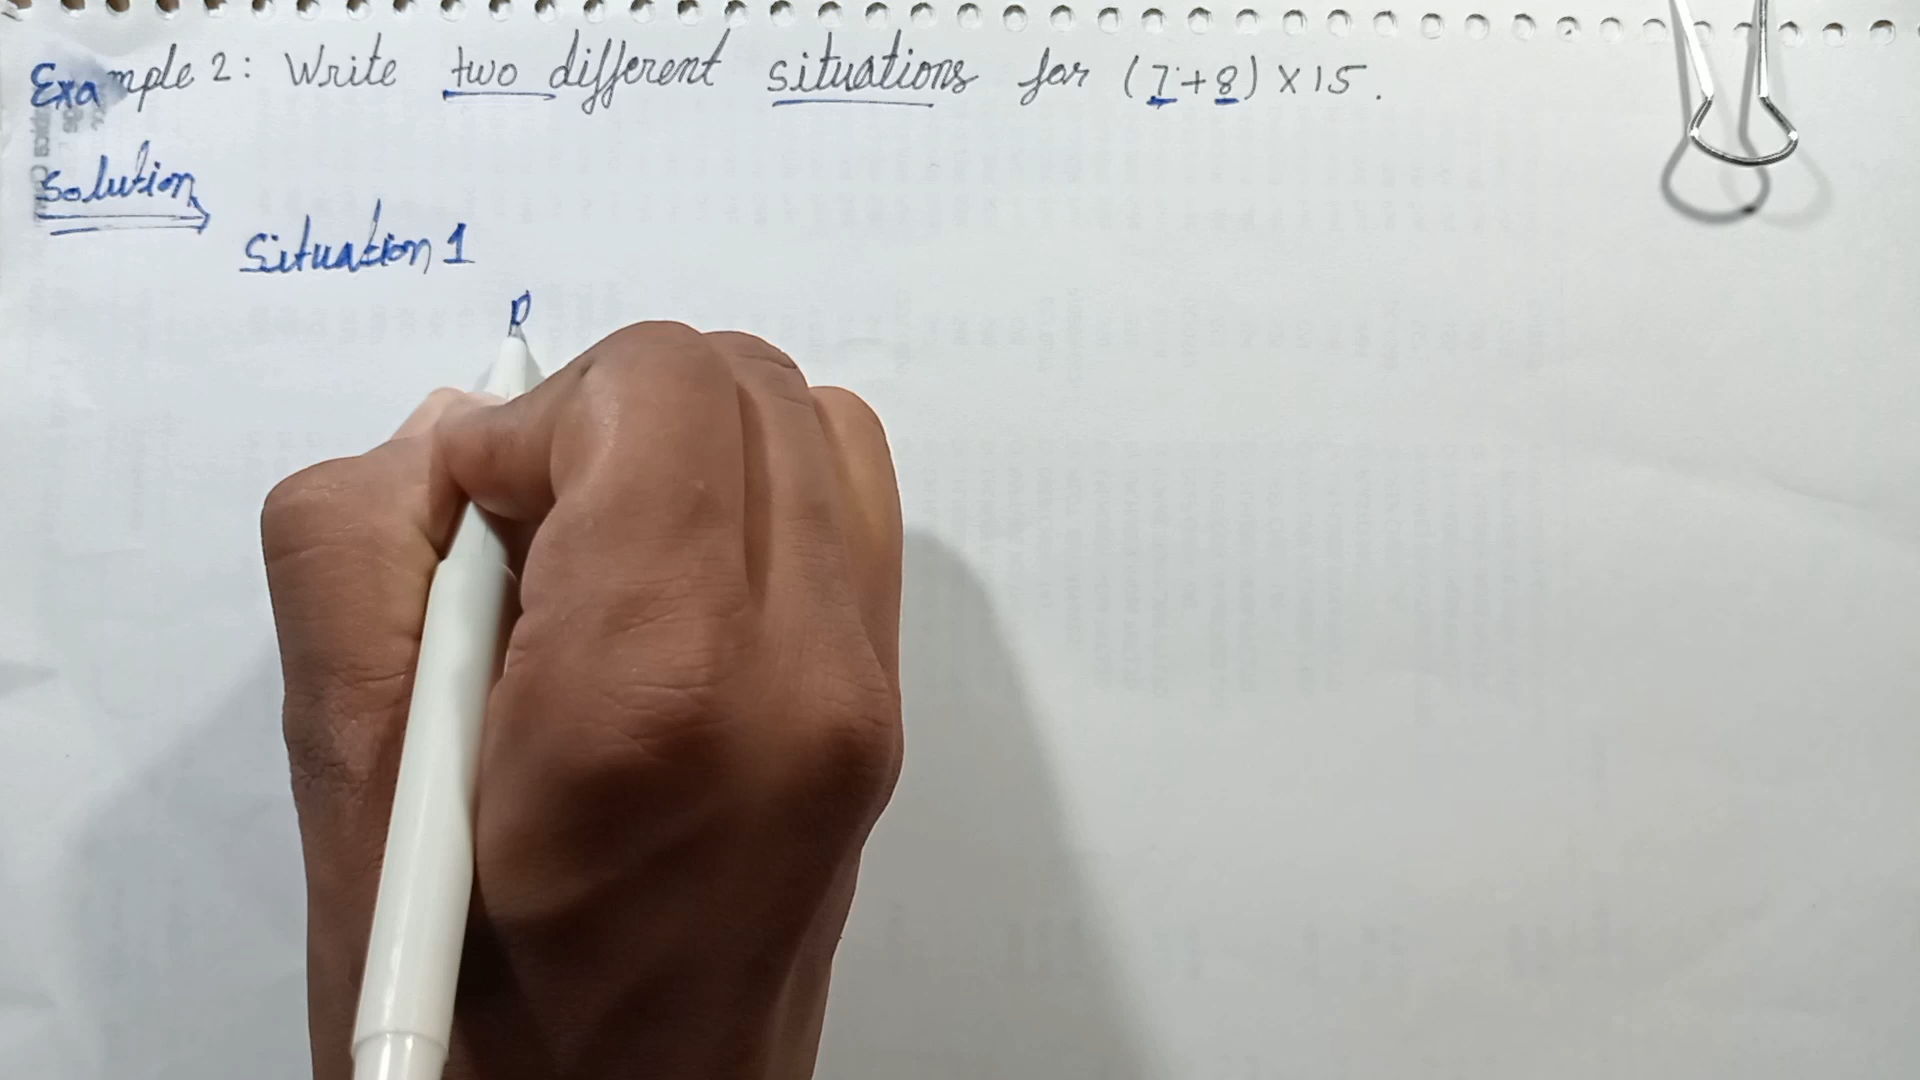 Example 2: Write two different situations for (7+8) × 15.
Solution
Situation 1